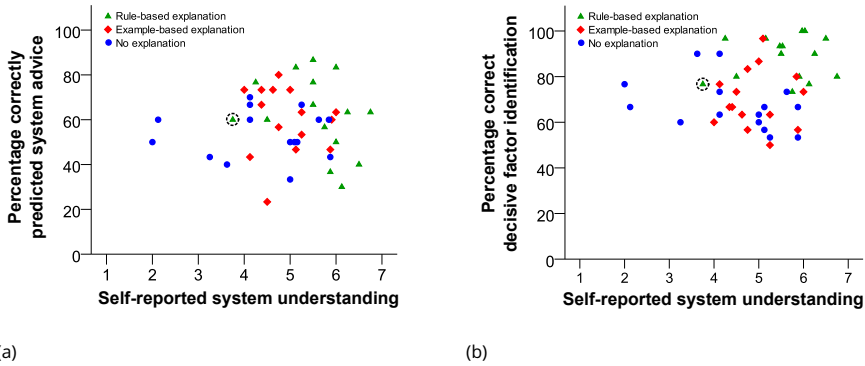 Rule-based explanation
Example-based explanation
No explanation
100
80
60
40
20
0
1 2 3 4 5 6 7
Percentage correctly
predicted system advice
Self-reported system understanding
(a)
Rule-based explanation
Example-based explanation
No explanation
100
80
60
40
20
0
1 2 3 4 5 6 7
Percentage correct
decisive factor identification
Self-reported system understanding
(b)